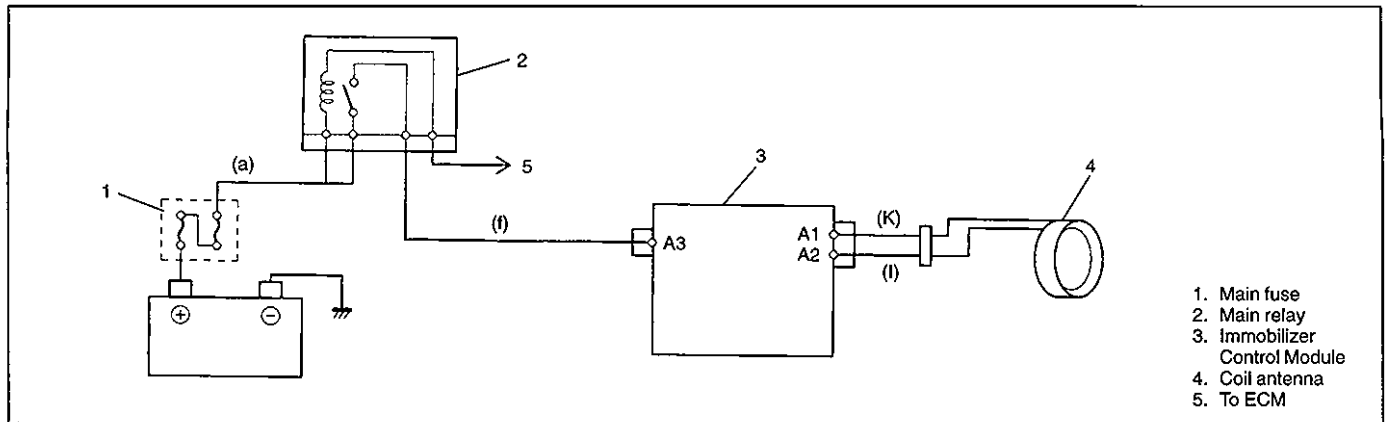 2
(a)
5
1
3
4
(f)
(K)
A3
A1
A2
(l)
⊕ ⊖
1. Main fuse
2. Main relay
3. Immobilizer
Control Module
4. Coil antenna
5. To ECM